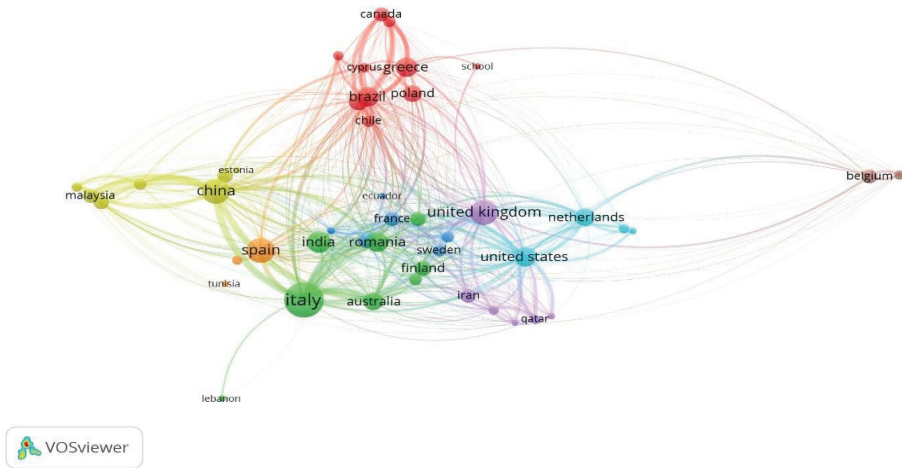 canada
cyprus
greece
school
brazil
poland
chile
estonia
malaysia
china
belgium
ecuador
france
united kingdom
netherlands
india
romania
spain
sweden
united states
finland
tunisia
italy
australia
iran
qatar
lebanon
VOSviewer